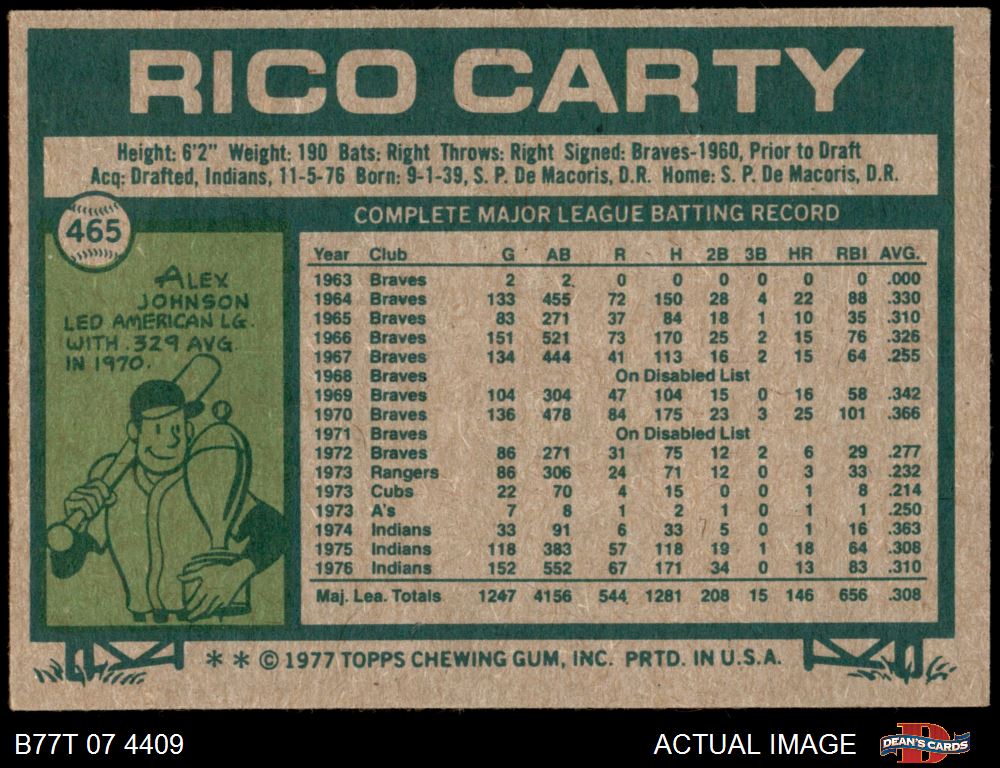 RICO CARTY
Height: 6'2" Weight: 190 Bats: Right Throws: Right Signed: Braves-1960, Prior to Draft
Acq: Drafted, Indians, 11-5-76 Born: 9-1-39, S. P. De Macoris, D.R. Home: S. P. De Macoris, D.R.
465
ALEX
JOHNSON
LED AMERICAN LG.
WITH .329 AVG.
IN 1970.
COMPLETE MAJOR LEAGUE BATTING RECORD
Year Club G AB R H 2B 3B HR RBI AVG.
1963 Braves 2 2 0 0 0 0 0 0 .000
1964 Braves 133 455 72 150 28 4 22 88 .330
1965 Braves 83 271 37 84 18 1 10 35 .310
1966 Braves 151 521 73 170 25 2 15 76 .326
1967 Braves 134 444 41 113 16 2 15 64 .255
1968 Braves On Disabled List
1969 Braves 104 304 47 104 15 0 16 58 .342
1970 Braves 136 478 84 175 23 3 25 101 .366
1971 Braves On Disabled List
1972 Braves 86 271 31 75 12 2 6 29 .277
1973 Rangers 86 306 24 71 12 0 3 33 .232
1973 Cubs 22 70 4 15 0 0 1 8 .214
1973 A's 7 8 1 2 1 0 1 1 .250
1974 Indians 33 91 6 33 5 0 1 16 .363
1975 Indians 118 383 57 118 19 1 18 64 .308
1976 Indians 152 552 67 171 34 0 13 83 .310
Maj. Lea. Totals 1247 4156 544 1281 208 15 146 656 .308
* * © 1977 TOPPS CHEWING GUM, INC. PRTD. IN U.S.A.
B77T 07 4409
ACTUAL IMAGE
D
DEAN'S CARDS